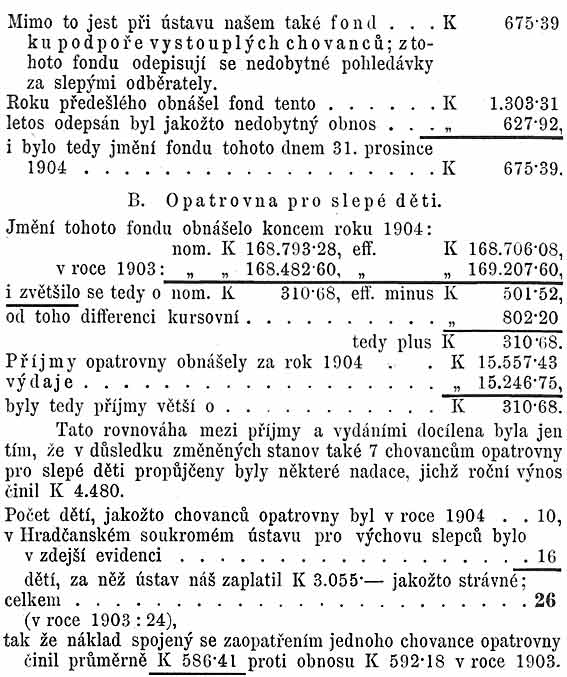 Mimo to jest při ústavu našem také fond . . . K 675·39
ku podpoře vystouplých chovanců; z to-
hoto fondu odepisují se nedobytné pohledávky
za slepými odběrately.
Roku předešlého obnášel fond tento . . . . . . K 1.303·31
letos odepsán byl jakožto nedobytný obnos . . . „ 627·92,
i bylo tedy jmění fondu tohoto dnem 31. prosince
1904 . . . . . . . . . . . . . . . . . . K 675·39.
B. Opatrovna pro slepé děti.
Jmění tohoto fondu obnášelo koncem roku 1904:
nom. K 168.793·28, eff. K 168.706·08,
v roce 1903: „ „ 168.482·60, „ „ 169.207·60,
i zvětšilo se tedy o nom. K 310·68, eff. minus K 501·52,
od toho differenci kursovní . . . . . . . . . . „ 802·20
tedy plus K 310·68.
Příjmy opatrovny obnášely za rok 1904 . . K 15.557·43
výdaje . . . . . . . . . . . . . . . . . „ 15.246·75,
byly tedy příjmy větší o . . . . . . . . . . . K 310·68.
Tato rovnováha mezi příjmy a vydáními docílena byla jen
tím, že v důsledku změněných stanov také 7 chovancům opatrovny
pro slepé děti propůjčeny byly některé nadace, jichž roční výnos
činil K 4.480.
Počet dětí, jakožto chovanců opatrovny byl v roce 1904 . . 10,
v Hradčanském soukromém ústavu pro výchovu slepců bylo
v zdejší evidenci . . . . . . . . . . . . . . . . 16
dětí, za něž ústav náš zaplatil K 3.055·— jakožto strávné;
celkem . . . . . . . . . . . . . . . . . . . . . . 26
(v roce 1903 : 24),
tak že náklad spojený se zaopatřením jednoho chovance opatrovny
činil průměrně K 586·41 proti obnosu K 592·18 v roce 1903.